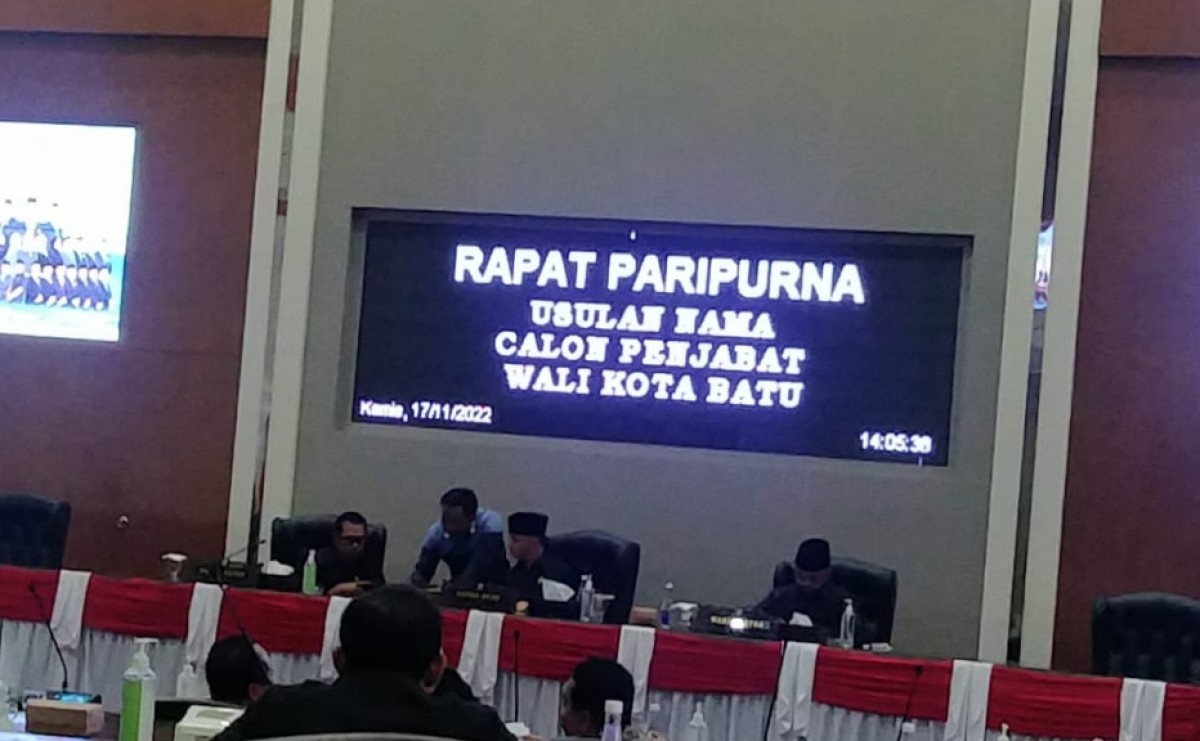 RAPAT PARIPURNA
USULAN NAMA
CALON PENJABAT
WALI KOTA BATU
Kamis, 17/11/2022
14:05:38